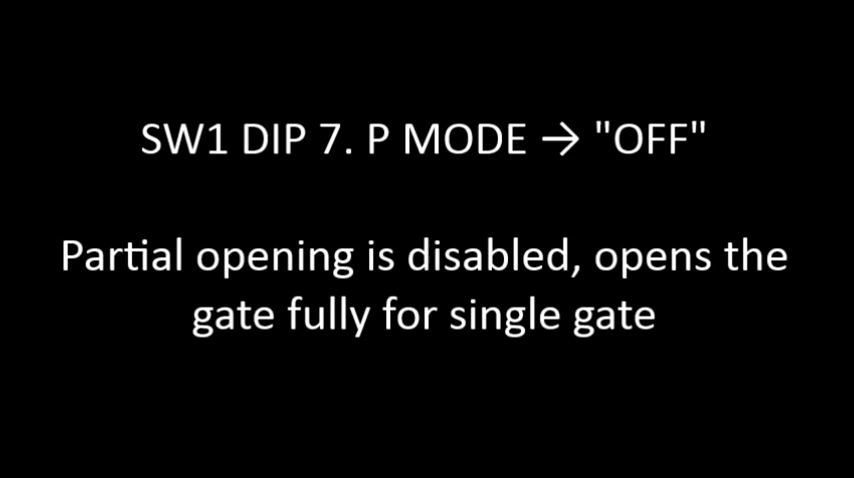 SW1 DIP 7. P MODE → "OFF"
Partial opening is disabled, opens the
gate fully for single gate